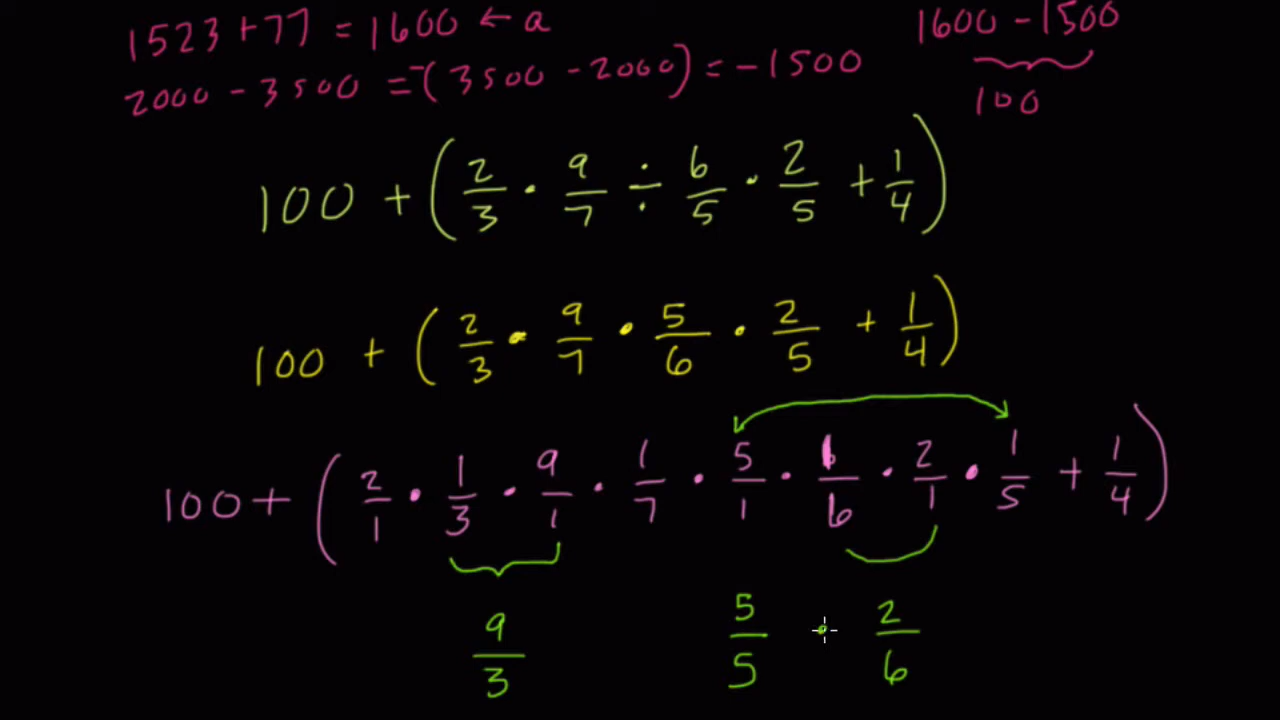 1523 + 77 = 1600 ← a
1600 - 1500
2000 - 3500 = -(3500 - 2000) = -1500
100
100 + (2/3 · 9/7 ÷ 6/5 · 2/5 + 1/4)
100 + (2/3 · 9/7 · 5/6 · 2/5 + 1/4)
100 + (2/1 · 1/3 · 9/1 · 1/7 · 5/1 · 1/6 · 2/1 · 1/5 + 1/4)
9/3 5/5 · 2/6